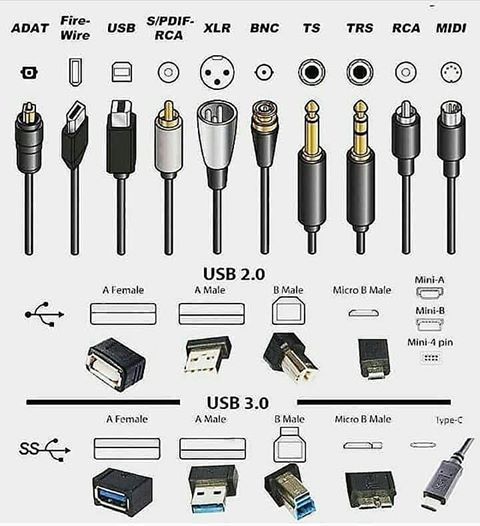 ADAT Fire-Wire USB S/PDIF-RCA XLR BNC TS TRS RCA MIDI
USB 2.0
A Female A Male B Male Micro B Male Mini-A
Mini-B
Mini-4 pin
USB 3.0
A Female A Male B Male Micro B Male Type-C
SS